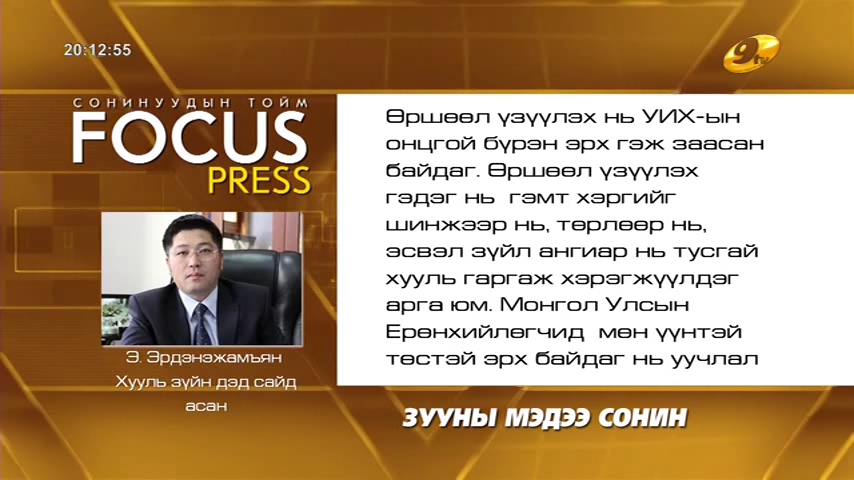 20:12:55
9tv
СОНИНУУДЫН ТОЙМ
FOCUS
PRESS
Э. Эрдэнэжамъян
Хууль зүйн дэд сайд
асан
Өршөөл үзүүлэх нь УИХ-ын
онцгой бүрэн эрх гэж заасан
байдаг. Өршөөл үзүүлэх
гэдэг нь гэмт хэргийг
шинжээр нь, төрлөөр нь,
эсвэл зүйл ангиар нь тусгай
хууль гаргаж хэрэгжүүлдэг
арга юм. Монгол Улсын
Ерөнхийлөгчид мөн үүнтэй
төстэй эрх байдаг нь уучлал
ЗУУНЫ МЭДЭЭ СОНИН